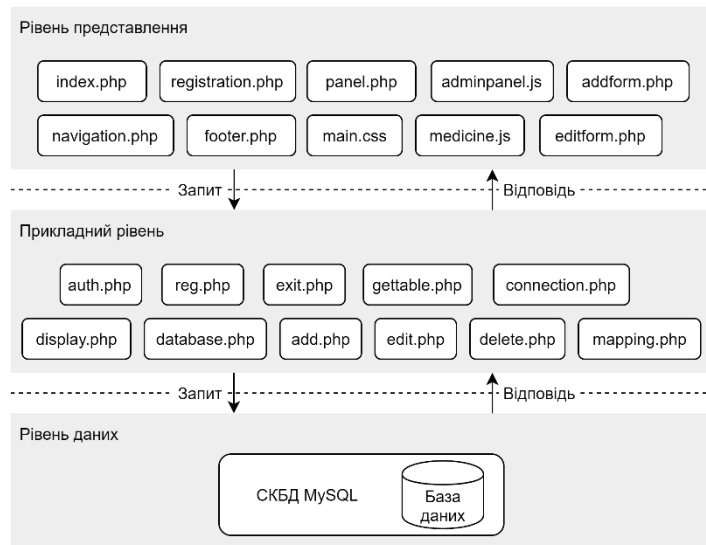 Рівень представлення
index.php registration.php panel.php adminpanel.js addform.php
navigation.php footer.php main.css medicine.js editform.php
Запит Відповідь
Прикладний рівень
auth.php reg.php exit.php gettable.php connection.php
display.php database.php add.php edit.php delete.php mapping.php
Запит Відповідь
Рівень даних
СКБД MySQL
База
даних